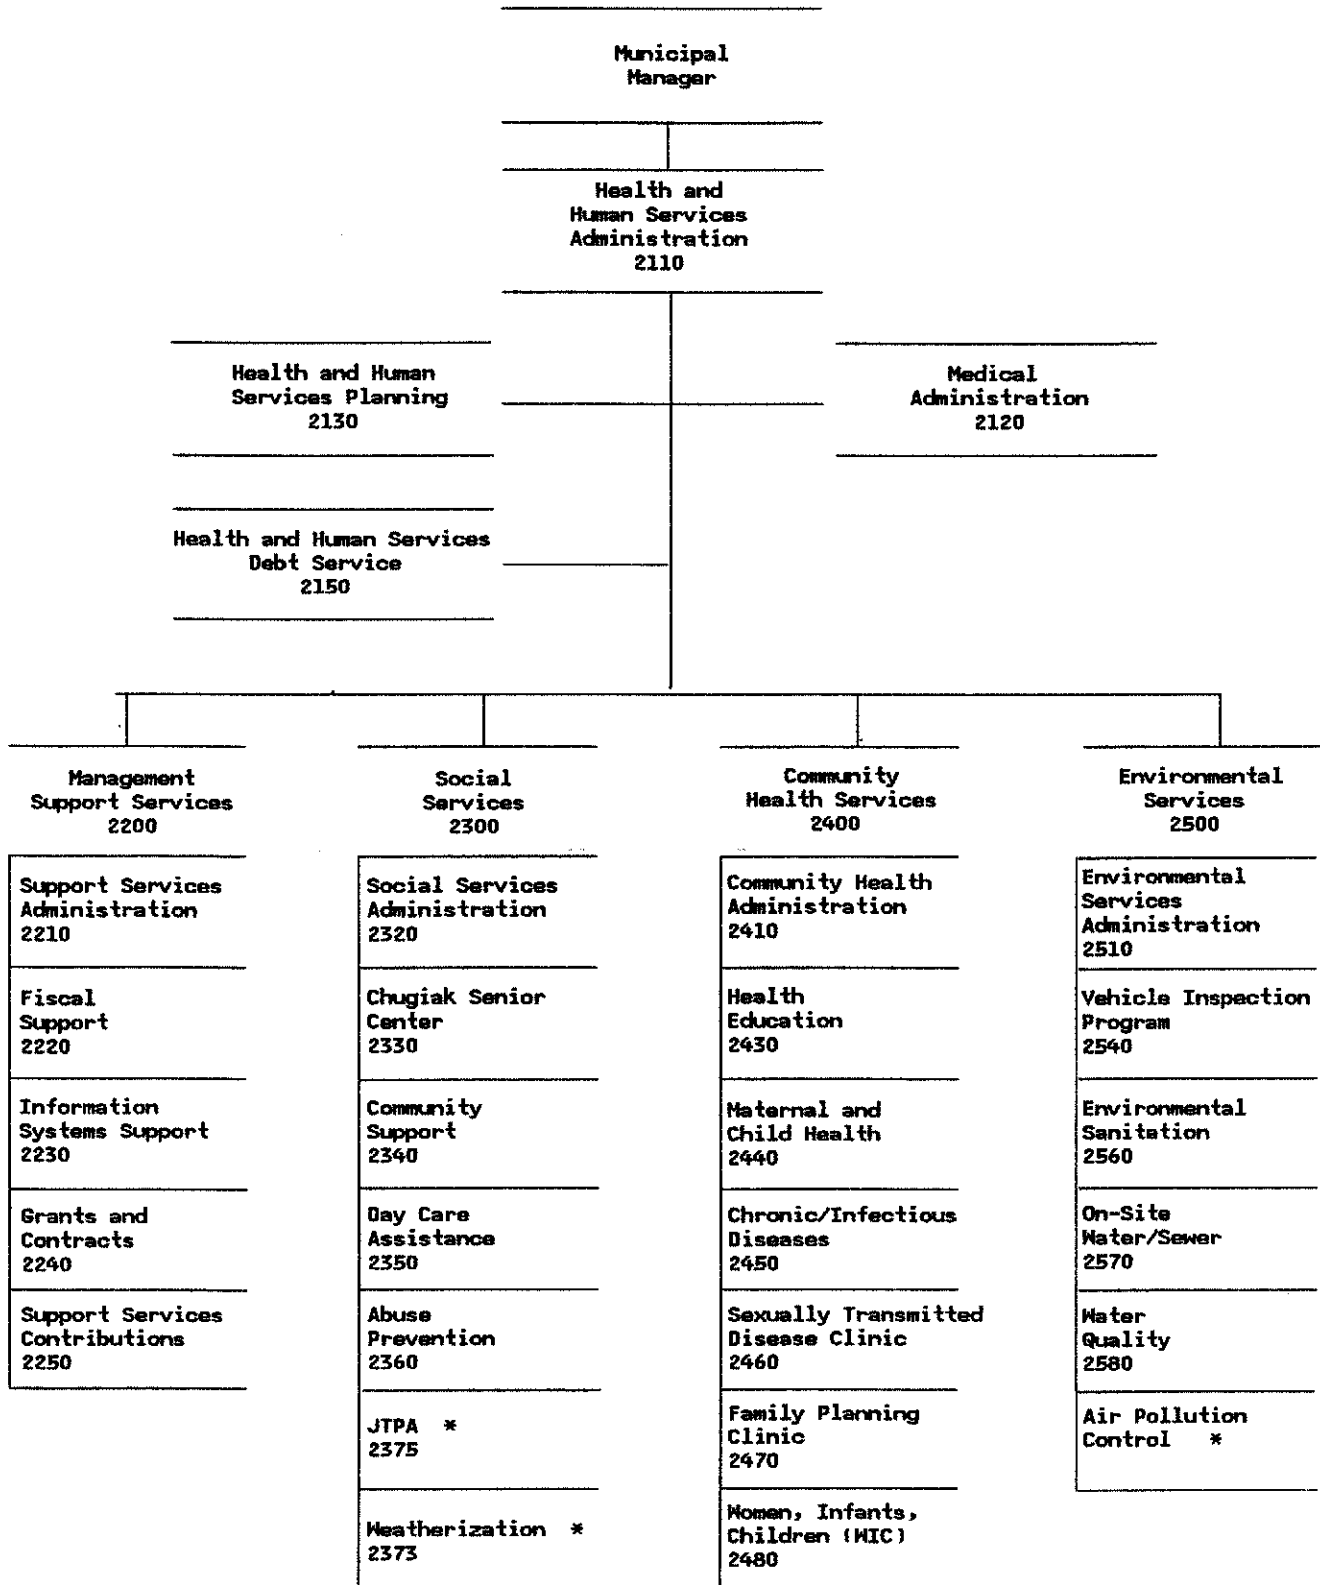 Municipal
Manager
Health and
Human Services
Administration
2110
Health and Human
Services Planning
2130
Medical
Administration
2120
Health and Human Services
Debt Service
2150
Management
Support Services
2200
Support Services
Administration
2210
Fiscal
Support
2220
Information
Systems Support
2230
Grants and
Contracts
2240
Support Services
Contributions
2250
Social
Services
2300
Social Services
Administration
2320
Chugiak Senior
Center
2330
Community
Support
2340
Day Care
Assistance
2350
Abuse
Prevention
2360
JTPA *
2375
Weatherization *
2373
Community
Health Services
2400
Community Health
Administration
2410
Health
Education
2430
Maternal and
Child Health
2440
Chronic/Infectious
Diseases
2450
Sexually Transmitted
Disease Clinic
2460
Family Planning
Clinic
2470
Women, Infants,
Children (WIC)
2480
Environmental
Services
2500
Environmental
Services
Administration
2510
Vehicle Inspection
Program
2540
Environmental
Sanitation
2560
On-Site
Water/Sewer
2570
Water
Quality
2580
Air Pollution
Control *